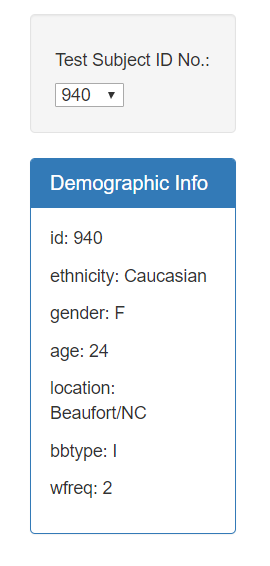 Test Subject ID No.:
940
Demographic Info
id: 940
ethnicity: Caucasian
gender: F
age: 24
location:
Beaufort/NC
bbtype: I
wfreq: 2